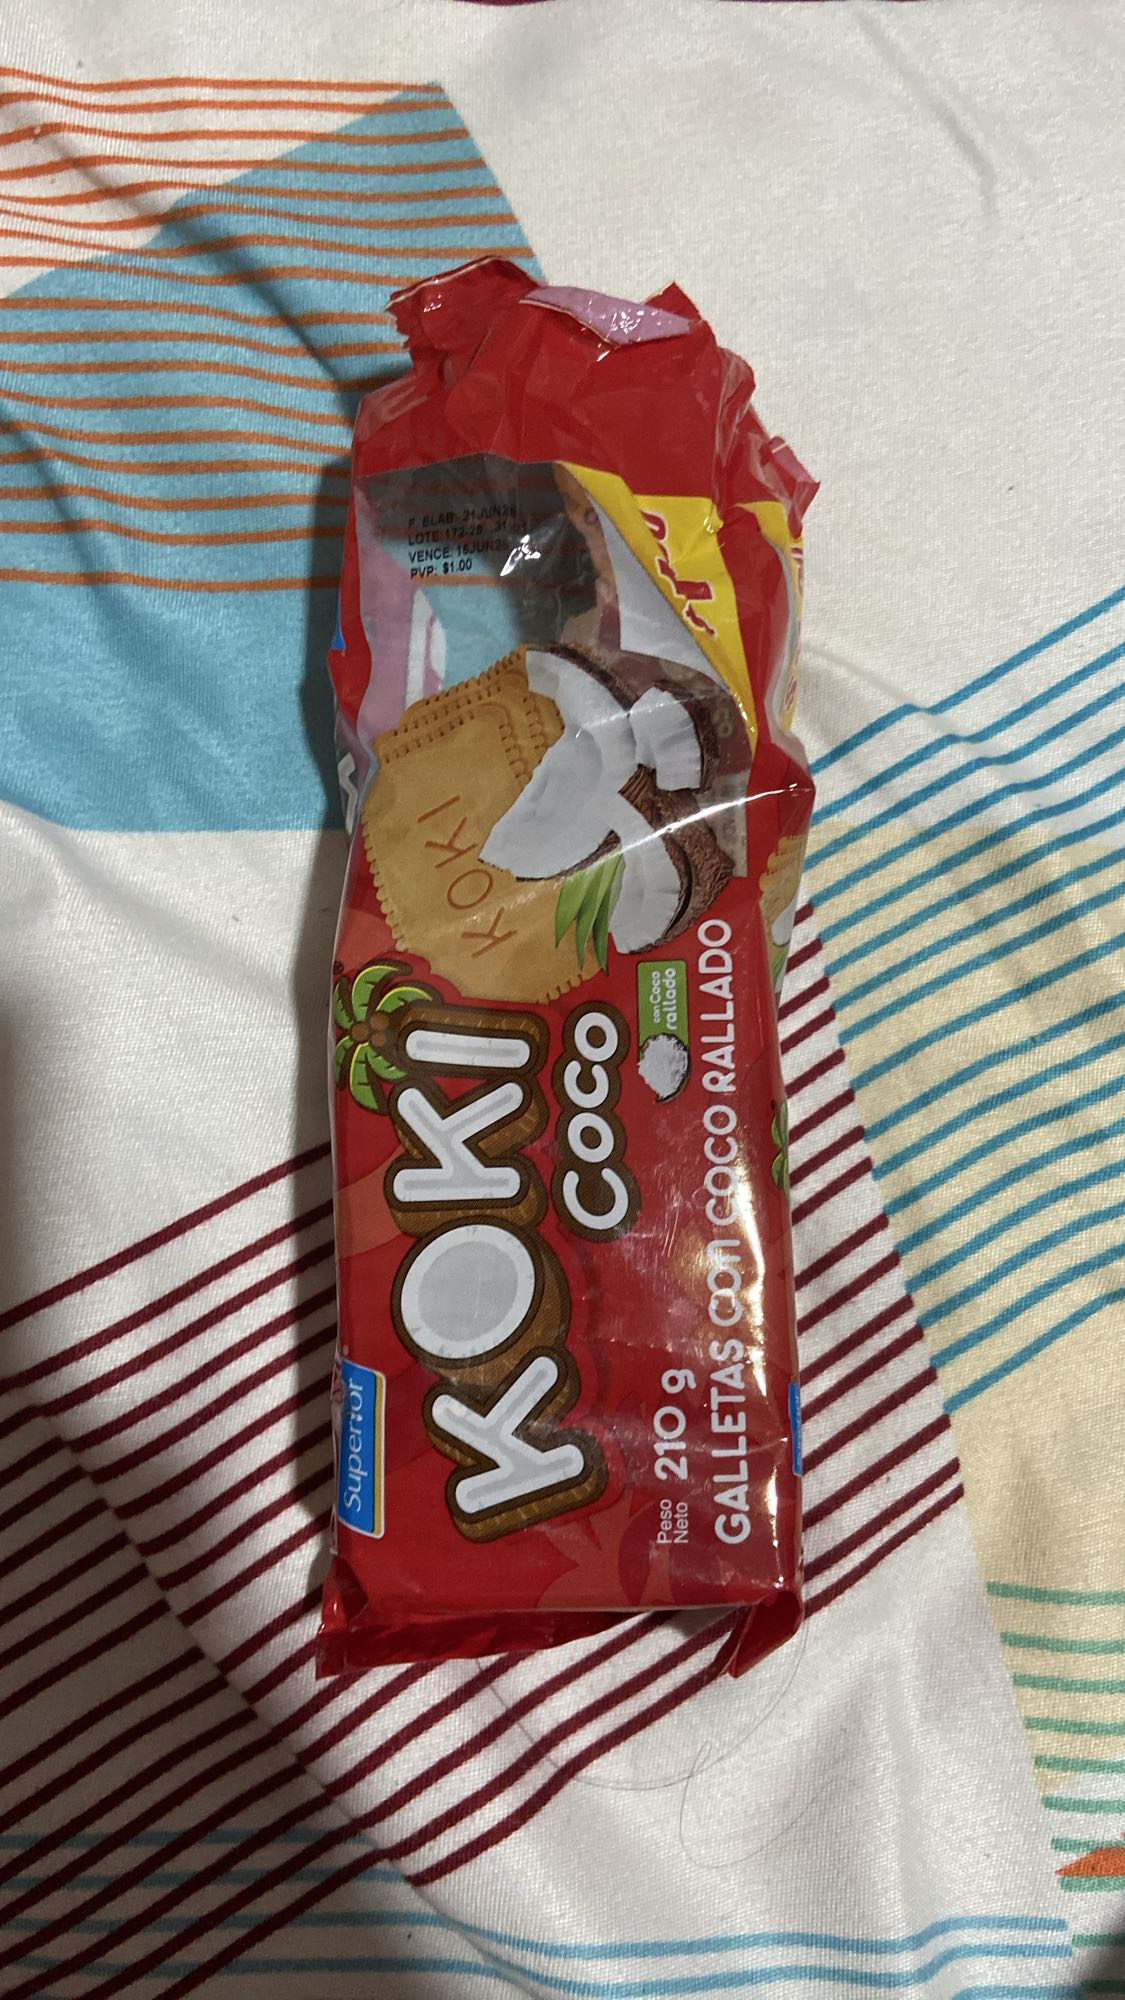 F. ELAB: 21JUN25
LOTE 172-25 31
VENCE: 16JUN26
PVP: $1.00
KOKI
con Coco
rallado
Superior
KOKI
COCO
Peso
Neto
210 g
GALLETAS con COCO RALLADO